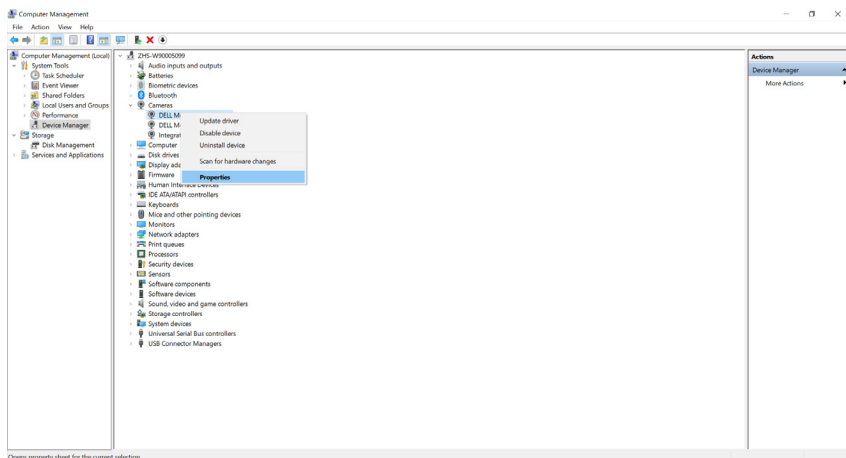 Computer Management
File Action View Help
Computer Management (Local)
System Tools
Task Scheduler
Event Viewer
Shared Folders
Local Users and Groups
Performance
Device Manager
Storage
Disk Management
Services and Applications
ZHS-W90005099
Audio inputs and outputs
Batteries
Biometric devices
Bluetooth
Cameras
DELL M
DELL M
Integrat
Computer
Disk drives
Display ada
Firmware
Human Interface Devices
IDE ATA/ATAPI controllers
Keyboards
Mice and other pointing devices
Monitors
Network adapters
Print queues
Processors
Security devices
Sensors
Software components
Software devices
Sound, video and game controllers
Storage controllers
System devices
Universal Serial Bus controllers
USB Connector Managers
Update driver
Disable device
Uninstall device
Scan for hardware changes
Properties
Actions
Device Manager
More Actions
Opens property sheet for the current selection.